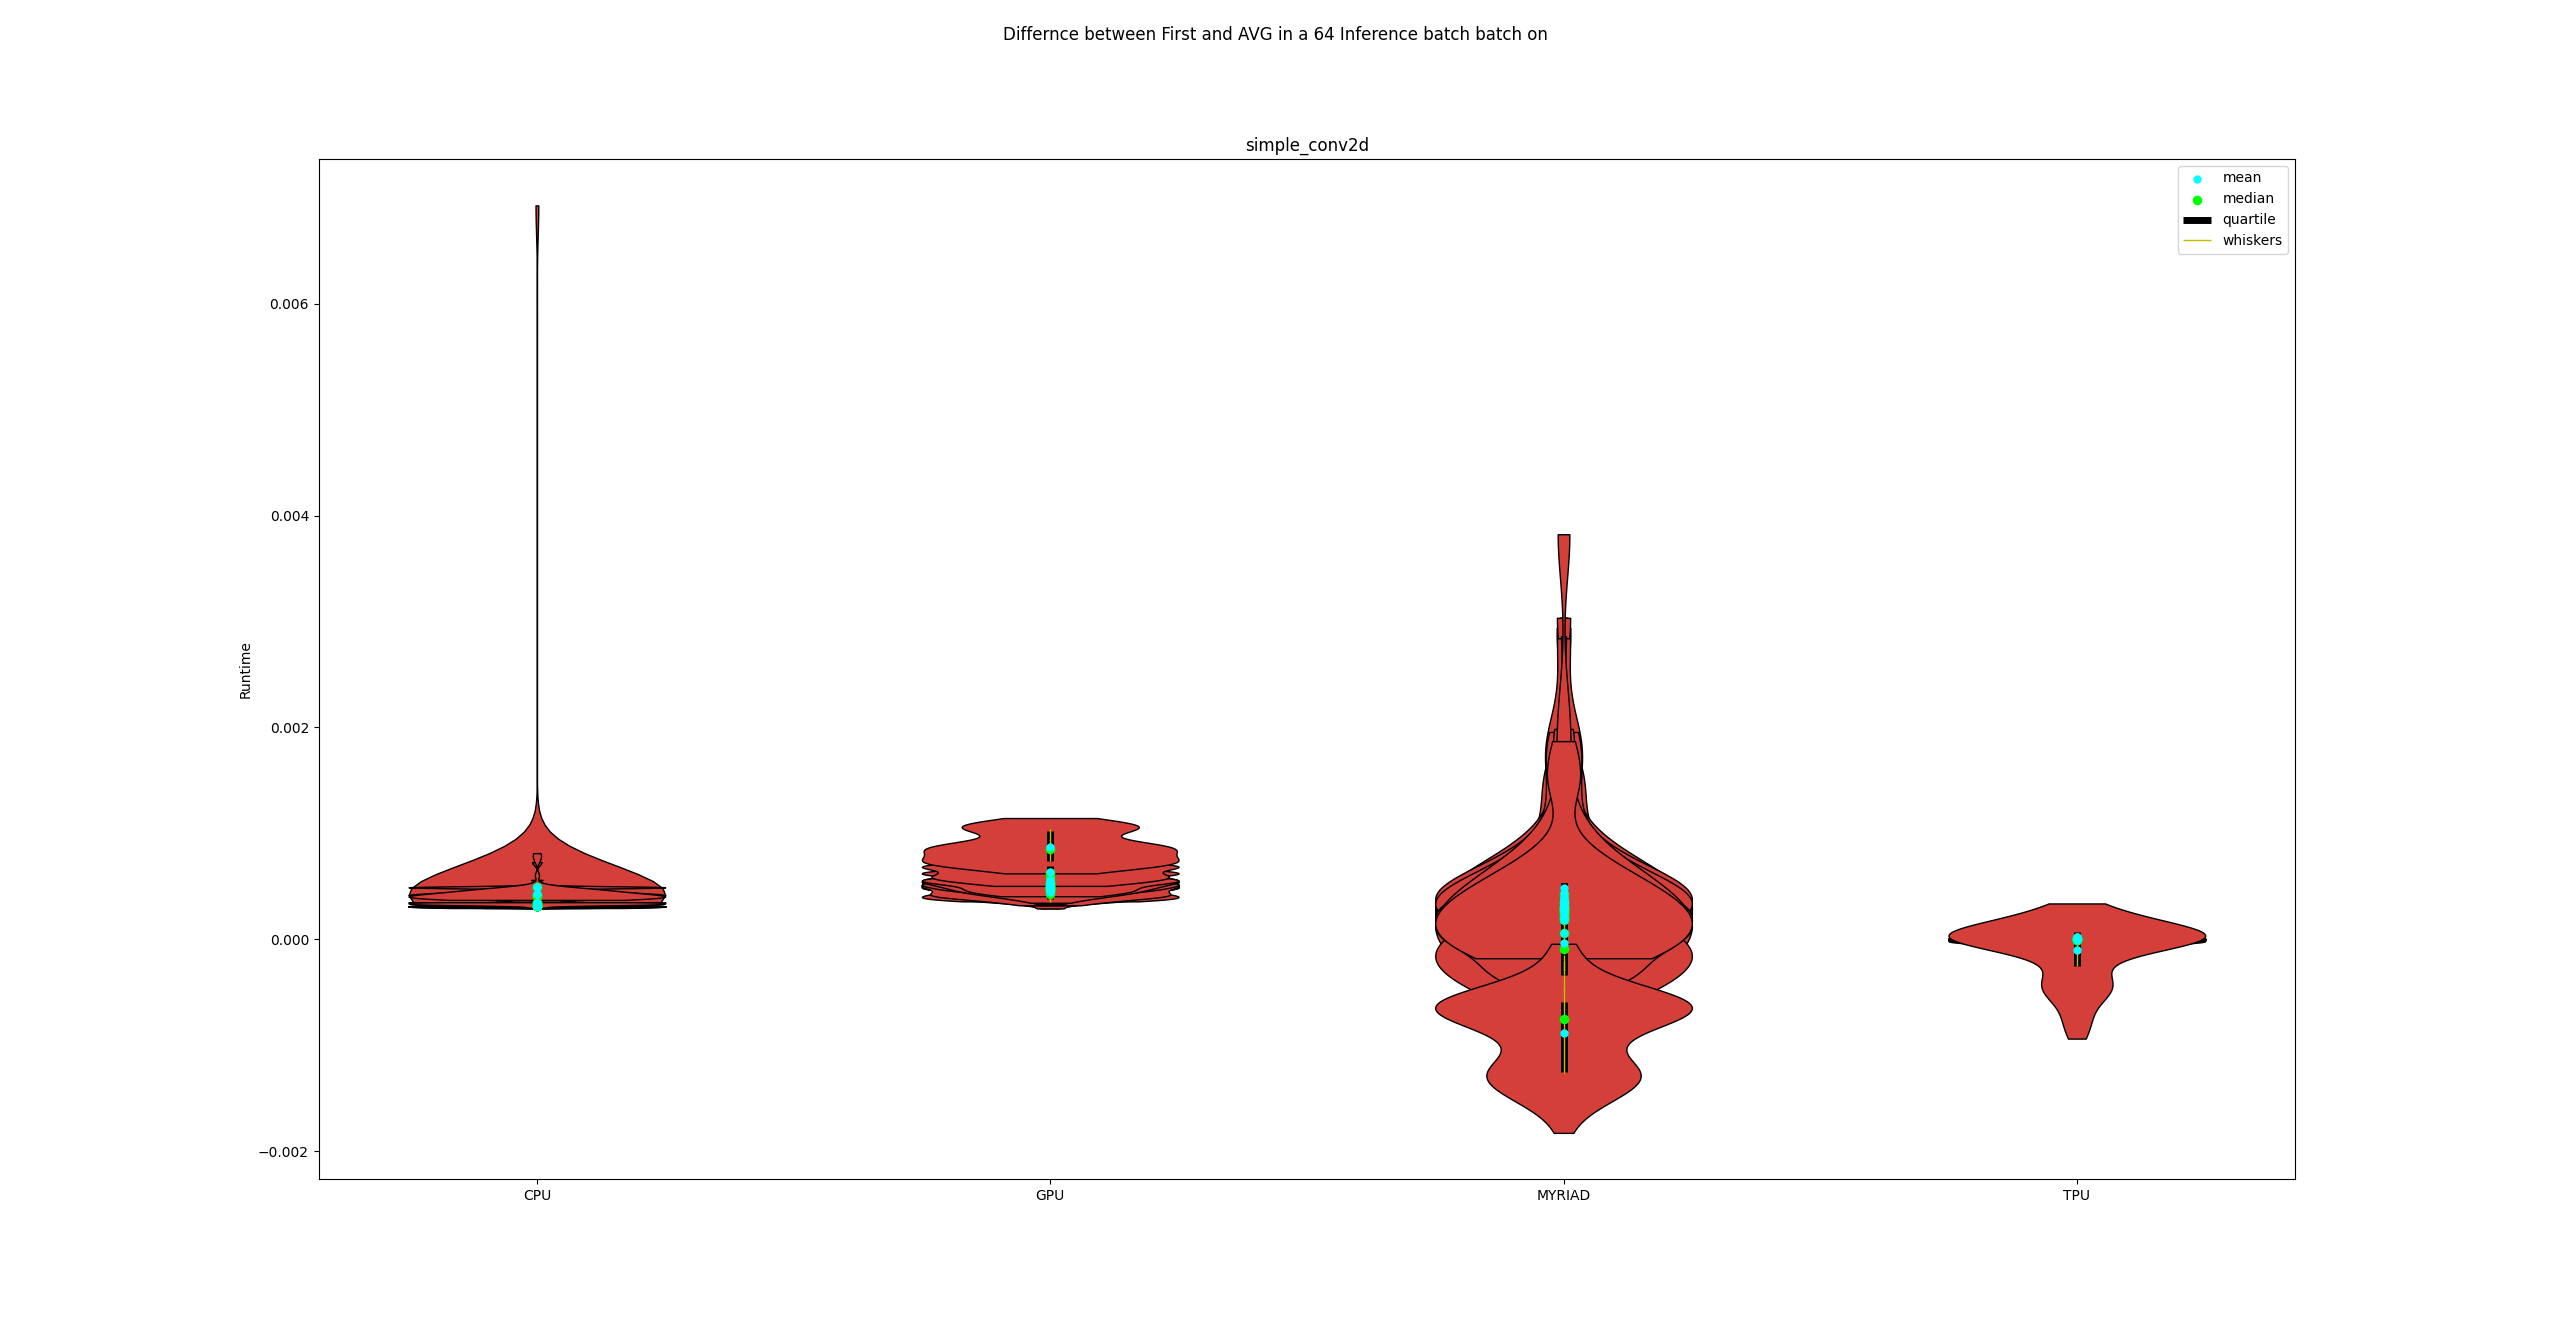 Differnce between First and AVG in a 64 Inference batch batch on
simple_conv2d
mean
median
quartile
whiskers
0.006
0.004
0.002
0.000
−0.002
Runtime
CPU GPU MYRIAD TPU